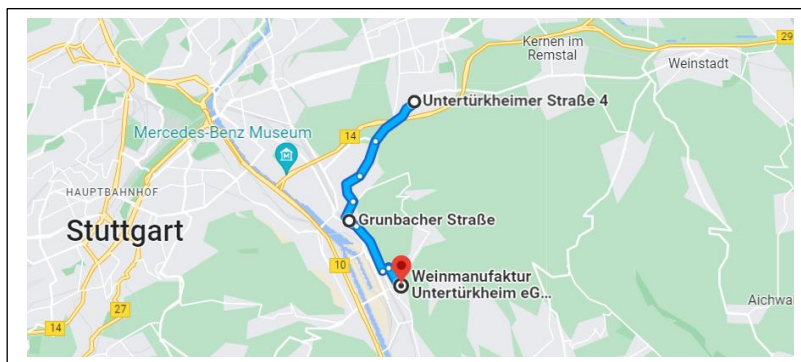 Kernen im
Remstal
29
Weinstadt
Untertürkheimer Straße 4
Mercedes-Benz Museum
14
HAUPTBAHNHOF
Stuttgart
Grunbacher Straße
10
Weinmanufaktur
Untertürkheim eG...
Aichwa
27
14